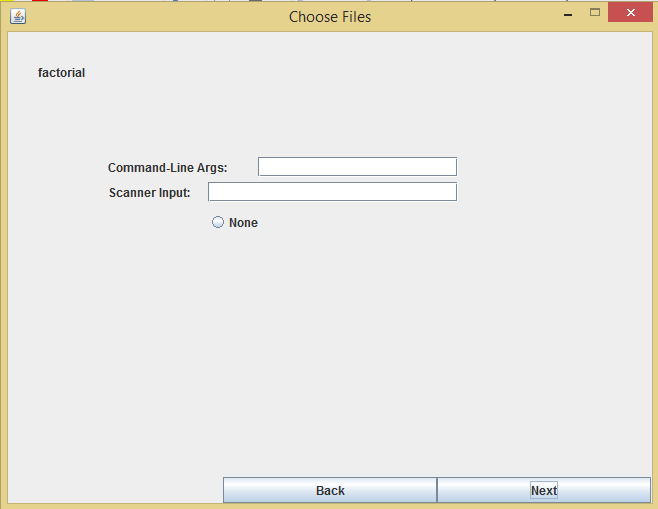 Choose Files
factorial
Command-Line Args:
Scanner Input:
None
Back Next